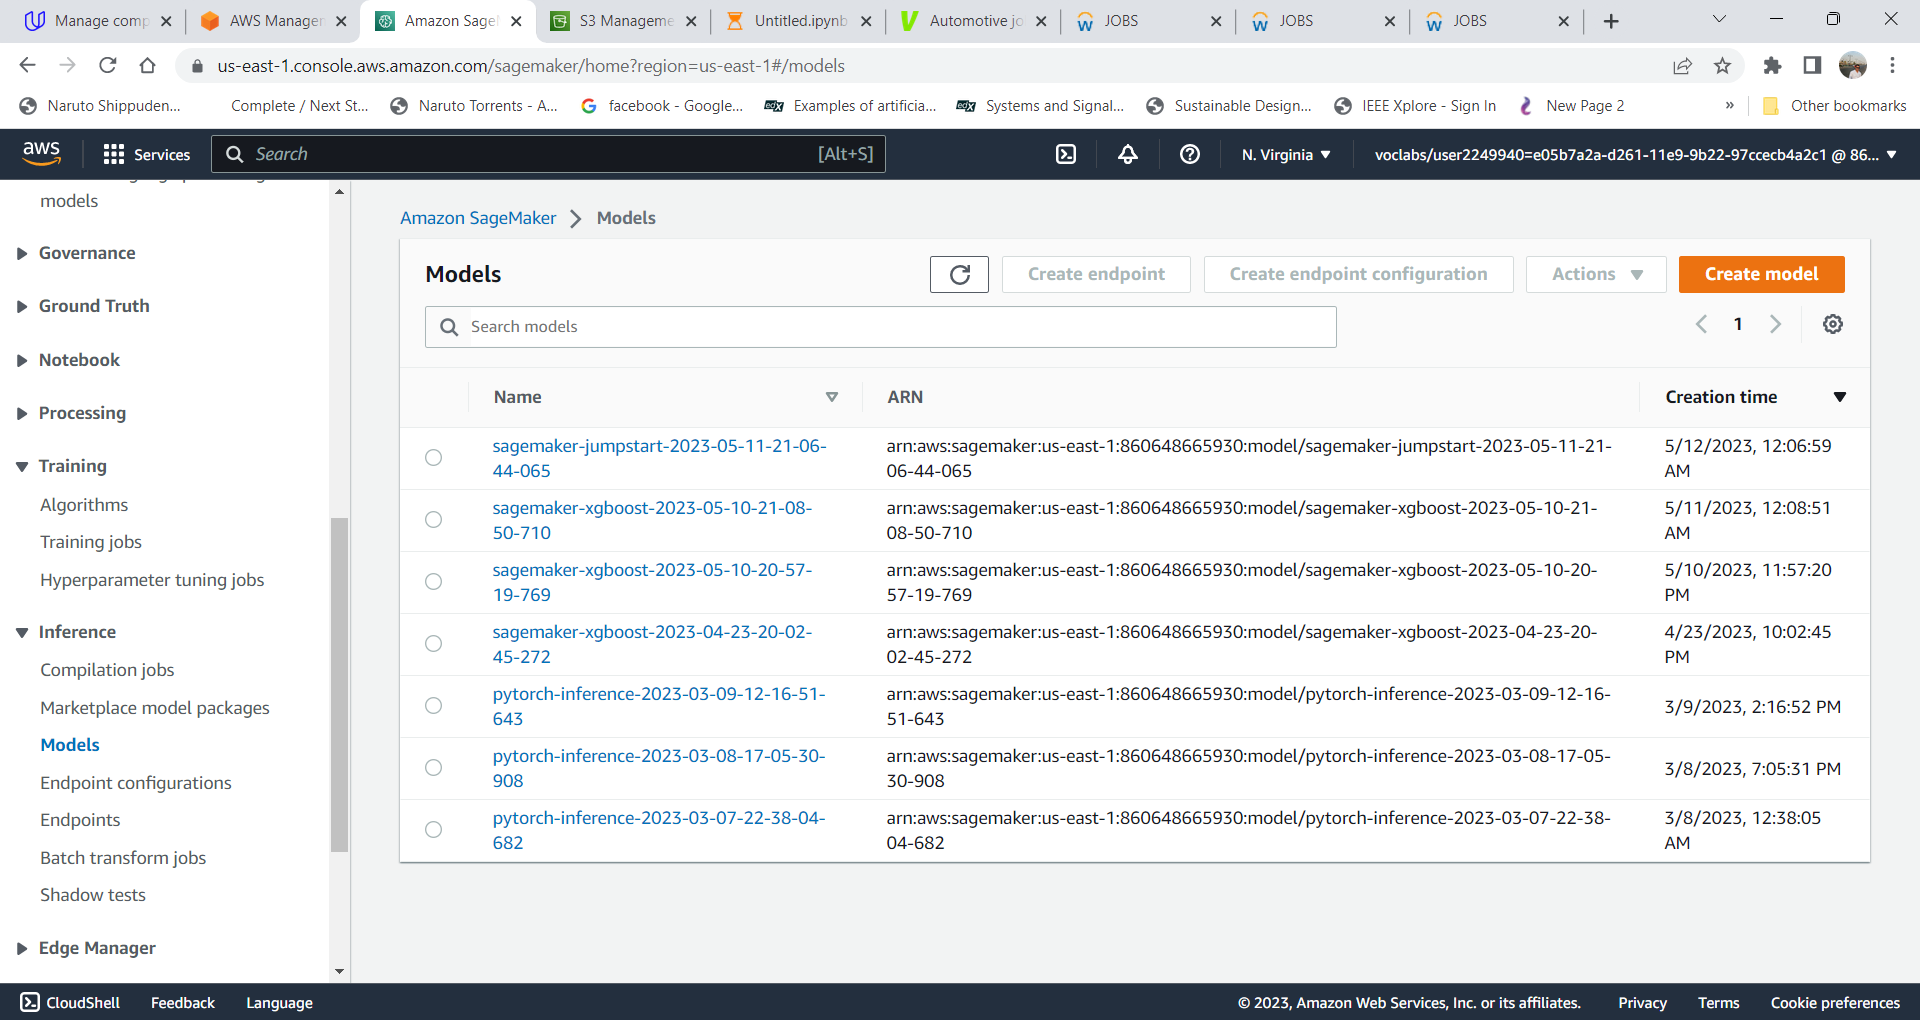 Manage comp
AWS Manager
Amazon Sage
S3 Manageme
Untitled.ipynb
Automotive jo
JOBS
JOBS
JOBS
us-east-1.console.aws.amazon.com/sagemaker/home?region=us-east-1#/models
Naruto Shippuden...
Complete / Next St...
Naruto Torrents - A...
facebook - Google...
Examples of artificia...
Systems and Signal...
Sustainable Design...
IEEE Xplore - Sign In
New Page 2
»
Other bookmarks
aws
Services
Search
[Alt+S]
N. Virginia
voclabs/user2249940=e05b7a2a-d261-11e9-9b22-97ccecb4a2c1 @ 86...
models
Governance
Ground Truth
Notebook
Processing
Training
Algorithms
Training jobs
Hyperparameter tuning jobs
Inference
Compilation jobs
Marketplace model packages
Models
Endpoint configurations
Endpoints
Batch transform jobs
Shadow tests
Edge Manager
Amazon SageMaker
Models
Models
Create endpoint
Create endpoint configuration
Actions
Create model
Search models
1
Name
ARN
Creation time
sagemaker-jumpstart-2023-05-11-21-06-
44-065
arn:aws:sagemaker:us-east-1:860648665930:model/sagemaker-jumpstart-2023-05-11-21-
06-44-065
5/12/2023, 12:06:59
AM
sagemaker-xgboost-2023-05-10-21-08-
50-710
arn:aws:sagemaker:us-east-1:860648665930:model/sagemaker-xgboost-2023-05-10-21-
08-50-710
5/11/2023, 12:08:51
AM
sagemaker-xgboost-2023-05-10-20-57-
19-769
arn:aws:sagemaker:us-east-1:860648665930:model/sagemaker-xgboost-2023-05-10-20-
57-19-769
5/10/2023, 11:57:20
PM
sagemaker-xgboost-2023-04-23-20-02-
45-272
arn:aws:sagemaker:us-east-1:860648665930:model/sagemaker-xgboost-2023-04-23-20-
02-45-272
4/23/2023, 10:02:45
PM
pytorch-inference-2023-03-09-12-16-51-
643
arn:aws:sagemaker:us-east-1:860648665930:model/pytorch-inference-2023-03-09-12-16-
51-643
3/9/2023, 2:16:52 PM
pytorch-inference-2023-03-08-17-05-30-
908
arn:aws:sagemaker:us-east-1:860648665930:model/pytorch-inference-2023-03-08-17-05-
30-908
3/8/2023, 7:05:31 PM
pytorch-inference-2023-03-07-22-38-04-
682
arn:aws:sagemaker:us-east-1:860648665930:model/pytorch-inference-2023-03-07-22-38-
04-682
3/8/2023, 12:38:05
AM
CloudShell
Feedback
Language
© 2023, Amazon Web Services, Inc. or its affiliates.
Privacy
Terms
Cookie preferences